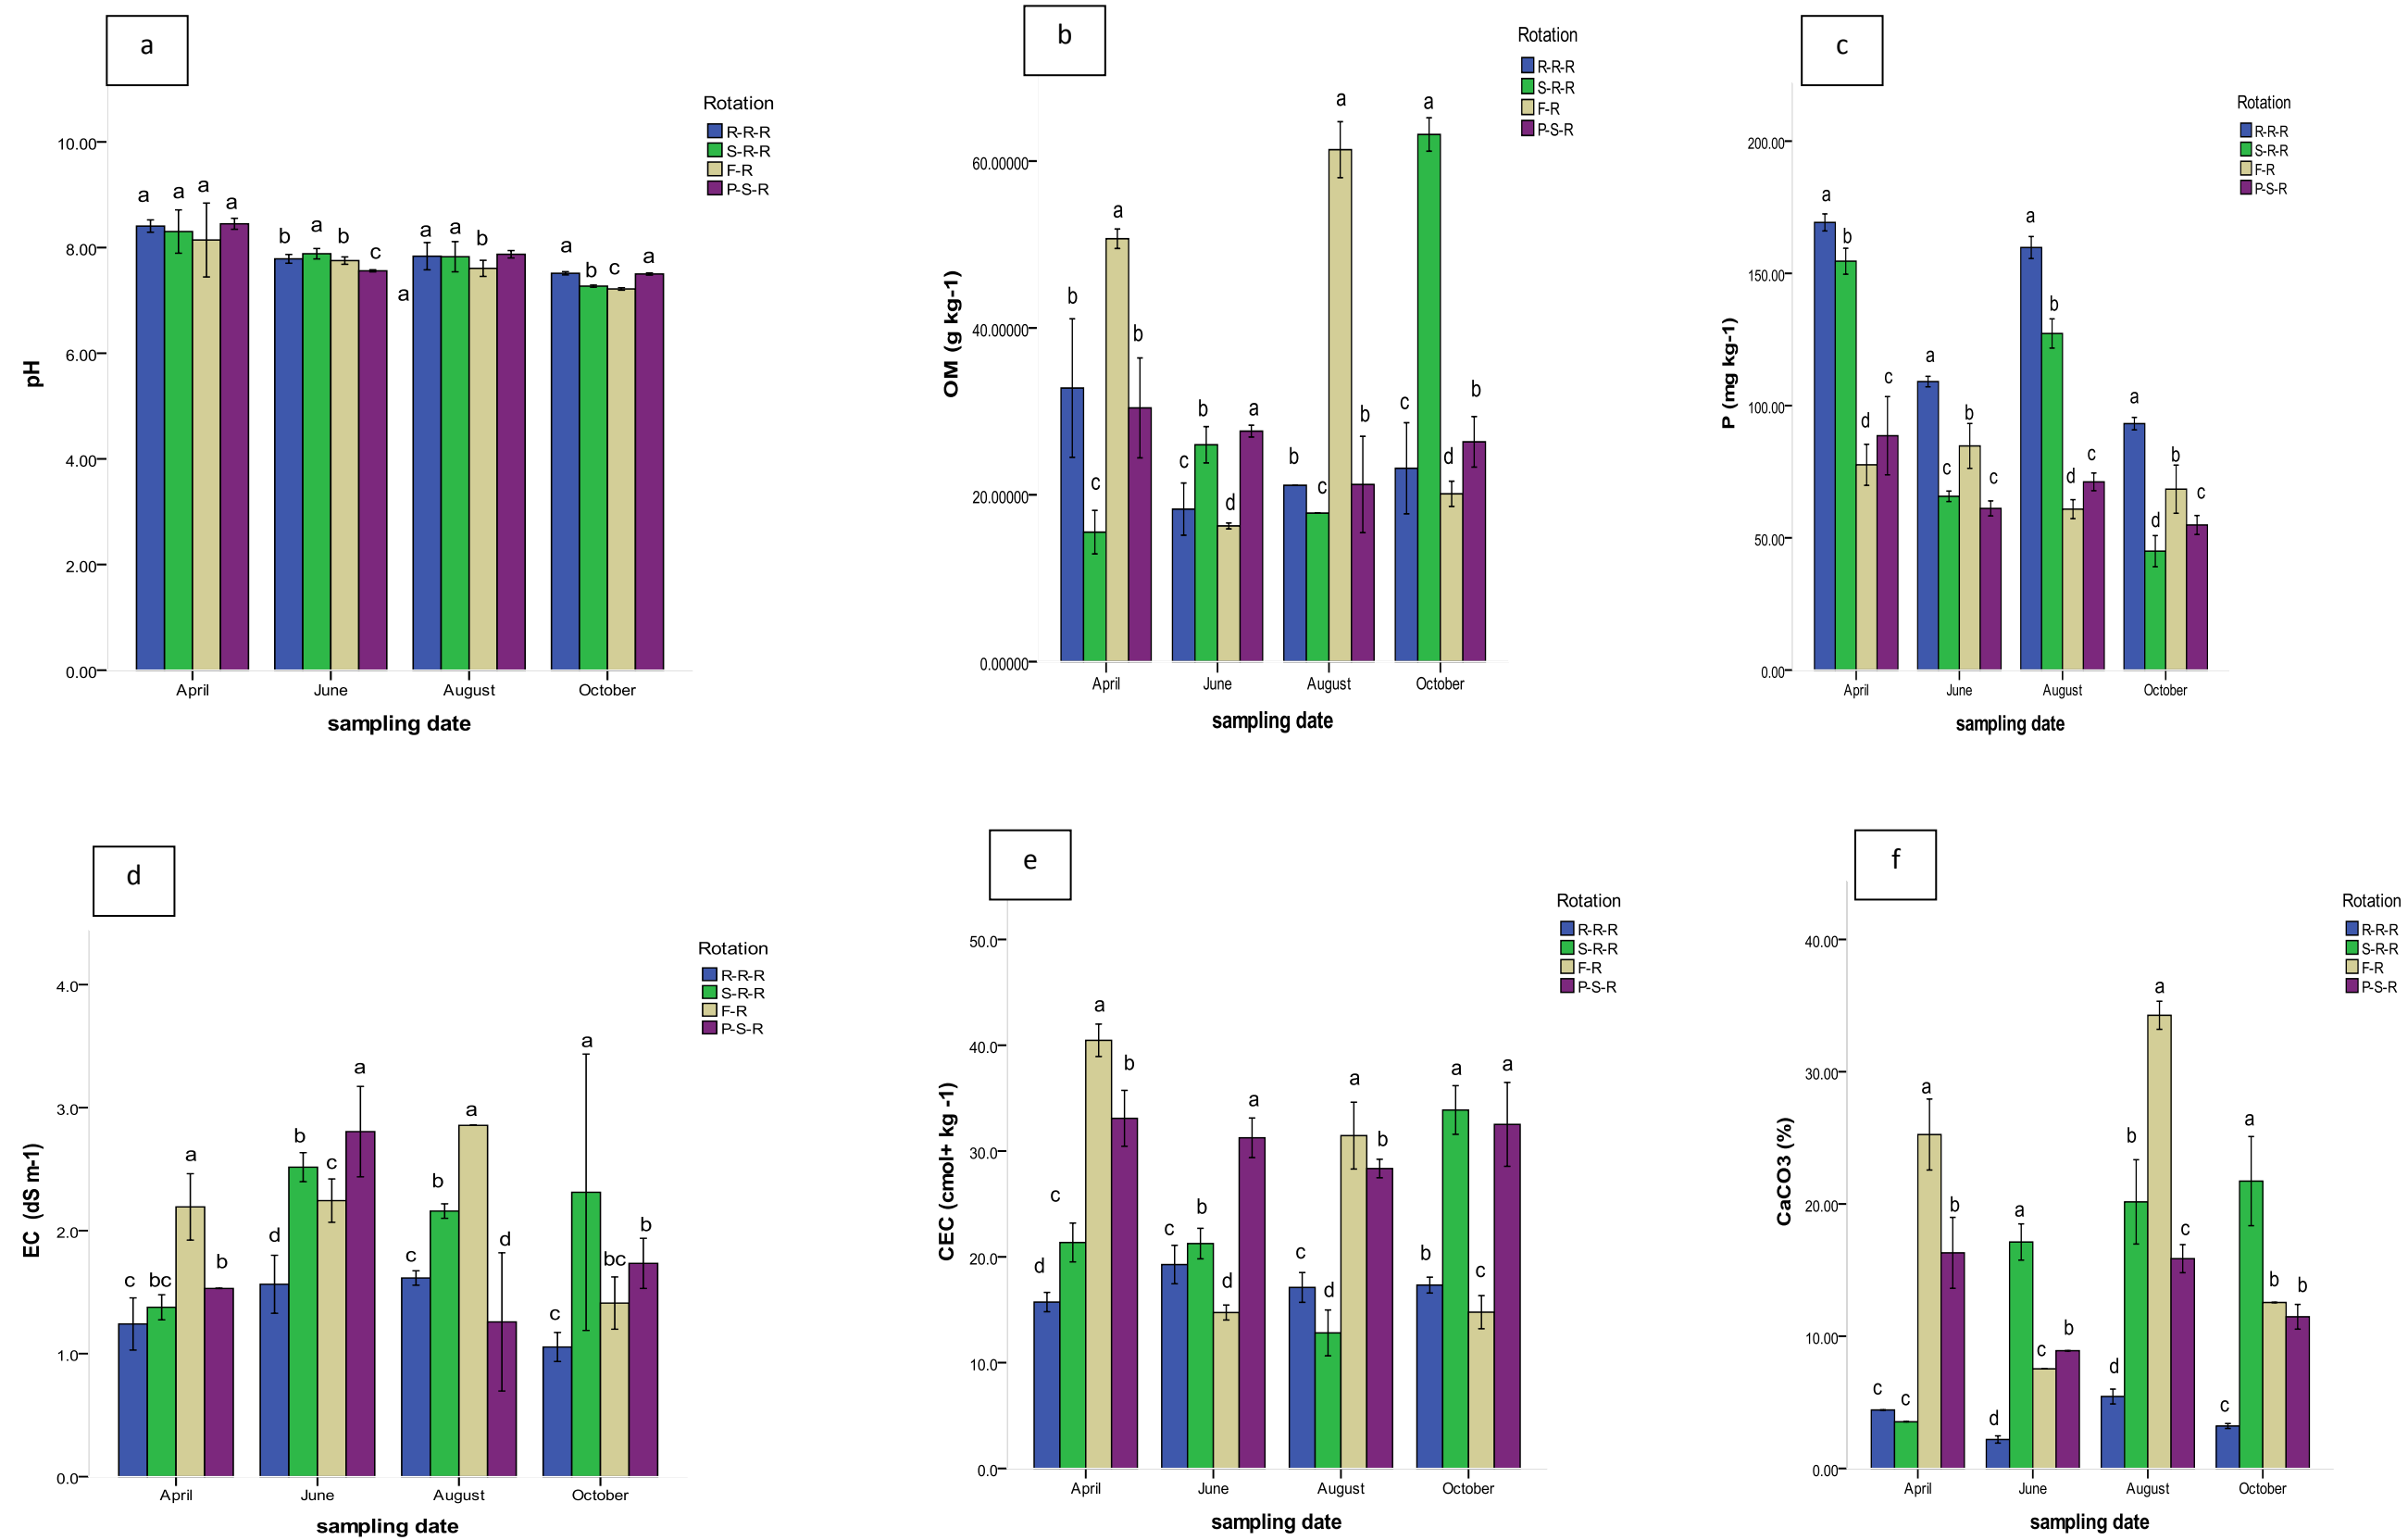 a
Rotation
R-R-R
S-R-R
F-R
P-S-R
10.00
8.00
6.00
4.00
2.00
0.00
pH
a a a a
b a b c
a a a b
a b c a
April June August October
sampling date
b
Rotation
R-R-R
S-R-R
F-R
P-S-R
60.00000
40.00000
20.00000
0.00000
OM (g kg-1)
b c a b
c b d a
b c a b
c a d b
April June August October
sampling date
c
Rotation
R-R-R
S-R-R
F-R
P-S-R
200.00
150.00
100.00
50.00
0.00
P (mg kg-1)
a b d c
a c b c
a b d c
a d b c
April June August October
sampling date
d
Rotation
R-R-R
S-R-R
F-R
P-S-R
4.0
3.0
2.0
1.0
0.0
EC (dS m-1)
c bc a b
d b c a
c b a d
c a bc b
April June August October
sampling date
e
Rotation
R-R-R
S-R-R
F-R
P-S-R
50.0
40.0
30.0
20.0
10.0
0.0
CEC (cmol+ kg -1)
d c a b
c b d a
c d a b
b a c a
April June August October
sampling date
f
Rotation
R-R-R
S-R-R
F-R
P-S-R
40.00
30.00
20.00
10.00
0.00
CaCO3 (%)
c c a b
d a c b
d b a c
c a b b
April June August October
sampling date